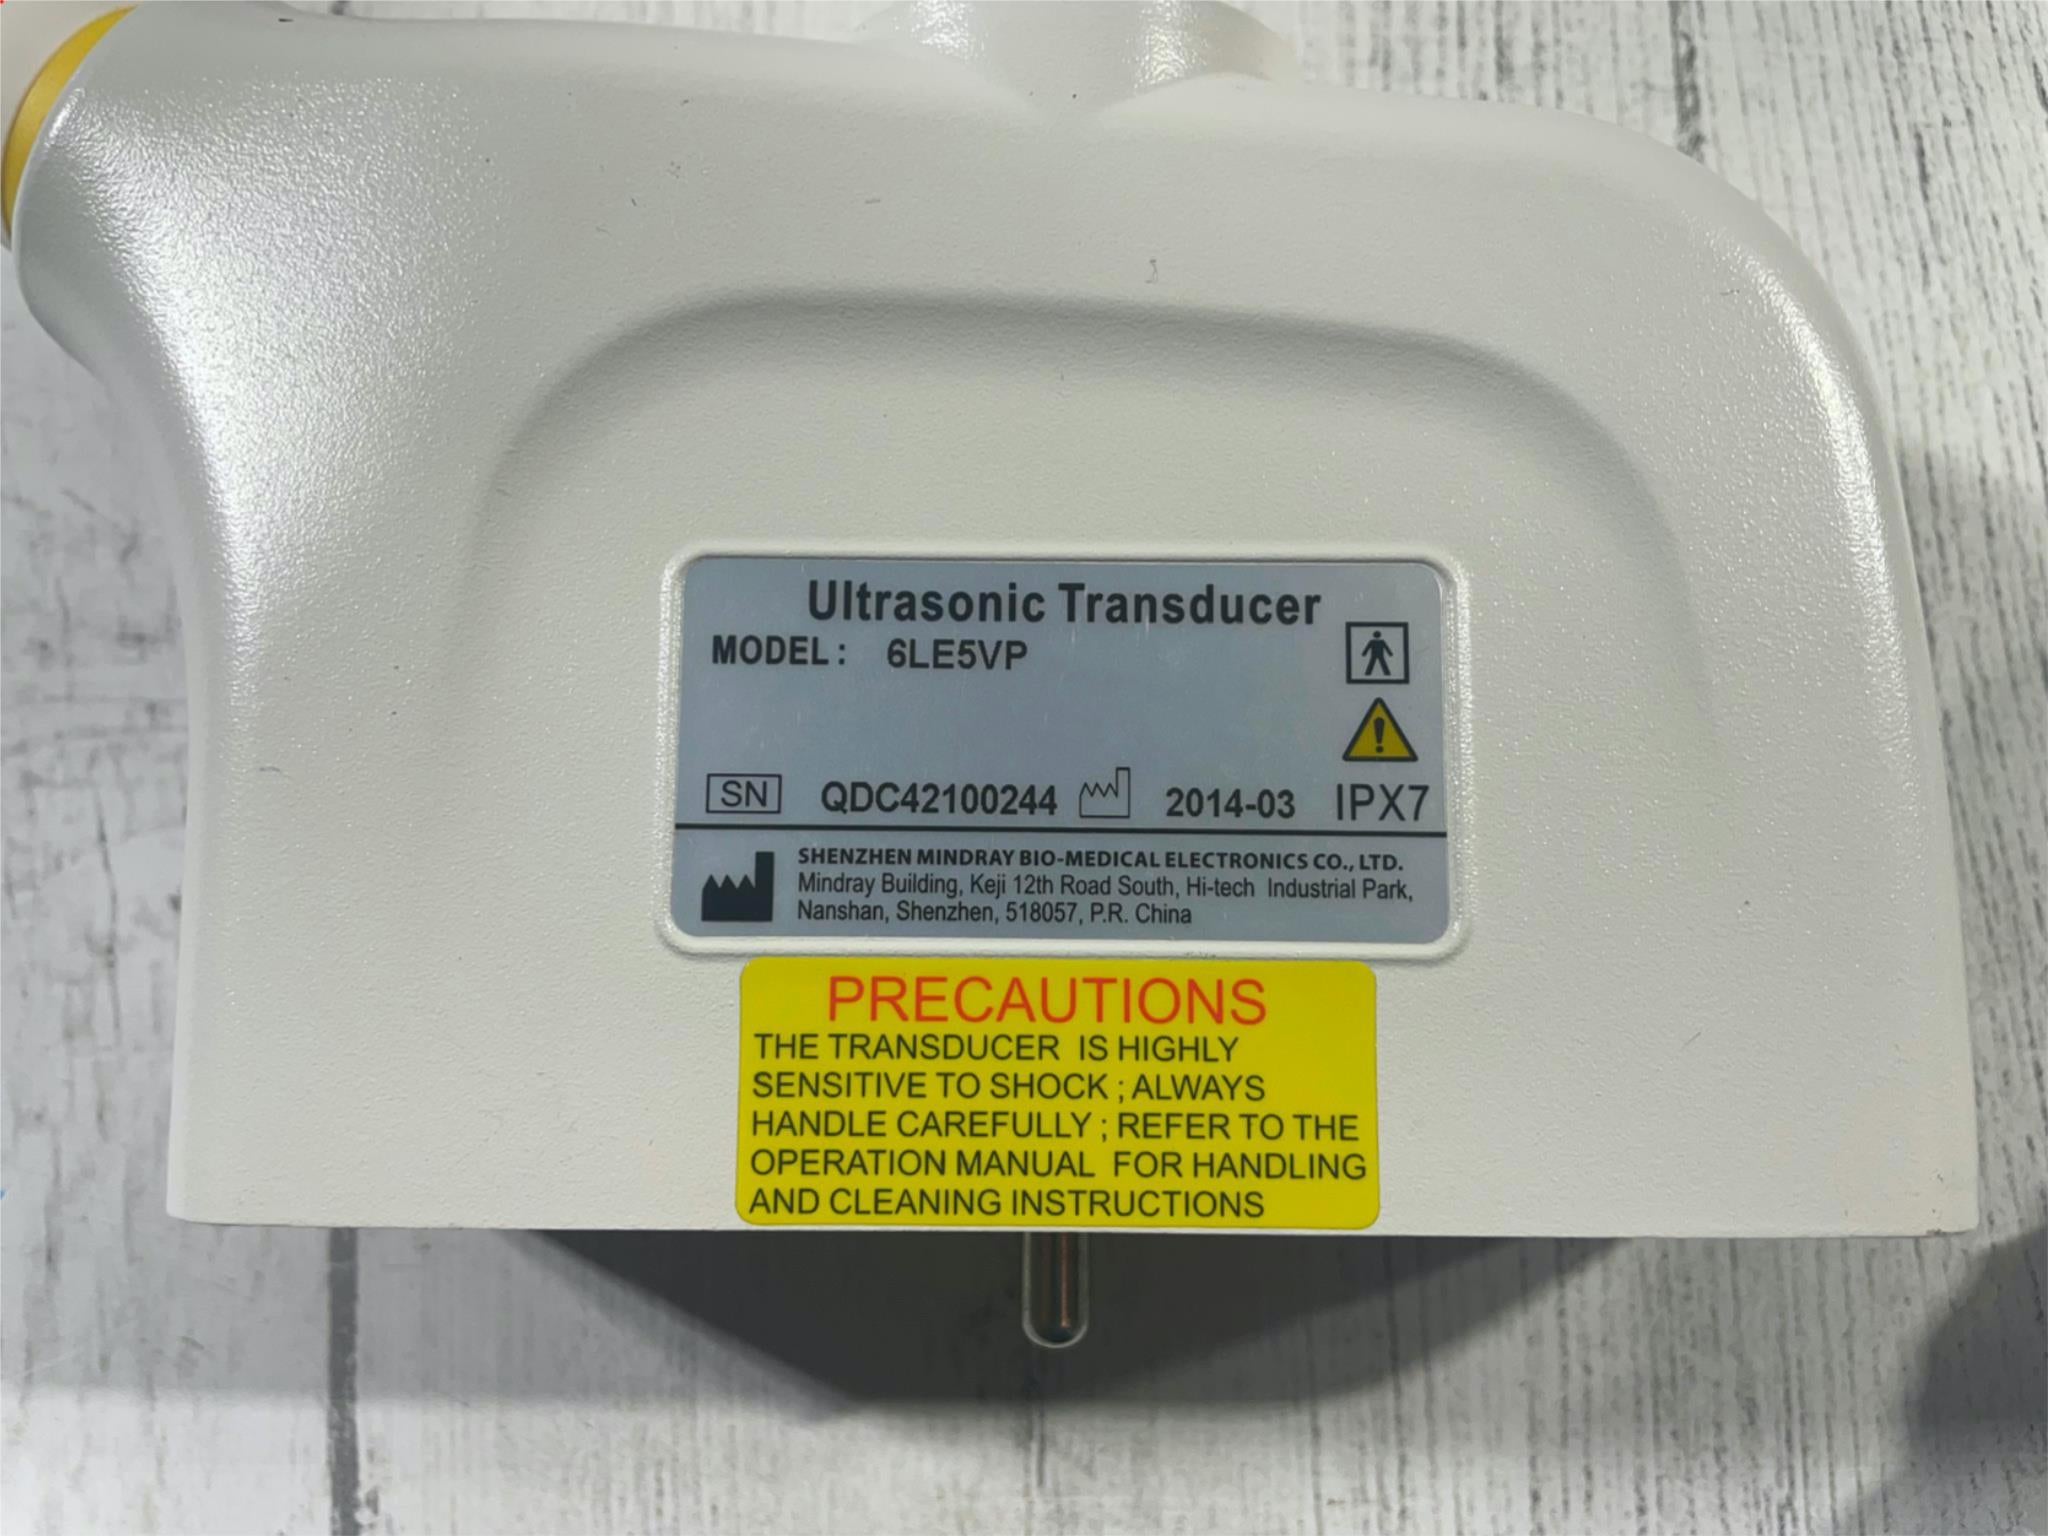 Ultrasonic Transducer
MODEL : 6LE5VP
SN QDC42100244 2014-03 IPX7
SHENZHEN MINDRAY BIO-MEDICAL ELECTRONICS CO., LTD.
Mindray Building, Keji 12th Road South, Hi-tech Industrial Park,
Nanshan, Shenzhen, 518057, P.R. China
PRECAUTIONS
THE TRANSDUCER IS HIGHLY
SENSITIVE TO SHOCK ; ALWAYS
HANDLE CAREFULLY ; REFER TO THE
OPERATION MANUAL FOR HANDLING
AND CLEANING INSTRUCTIONS